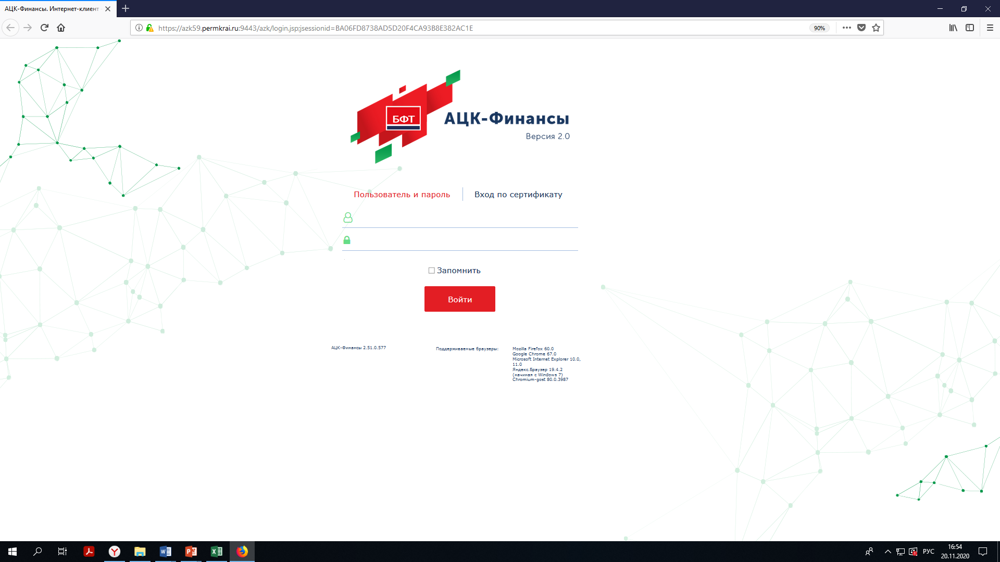 АЦК-Финансы. Интернет-клиент
https://azk59.permkrai.ru:9443/azk/login.jsp;jsessionid=BA06FD8738AD5D20F4CA93B8E382AC1E
90%
БФТ
АЦК-Финансы
Версия 2.0
Пользователь и пароль
Вход по сертификату
Запомнить
Войти
АЦК-Финансы 2.51.0.577
Поддерживаемые браузеры:
Mozilla Firefox 60.0
Google Chrome 67.0
Microsoft Internet Explorer 10.0,
11.0
Яндекс.Браузер 19.4.2
(начиная с Windows 7)
Chromium-gost 80.0.3987
РУС
16:54
20.11.2020